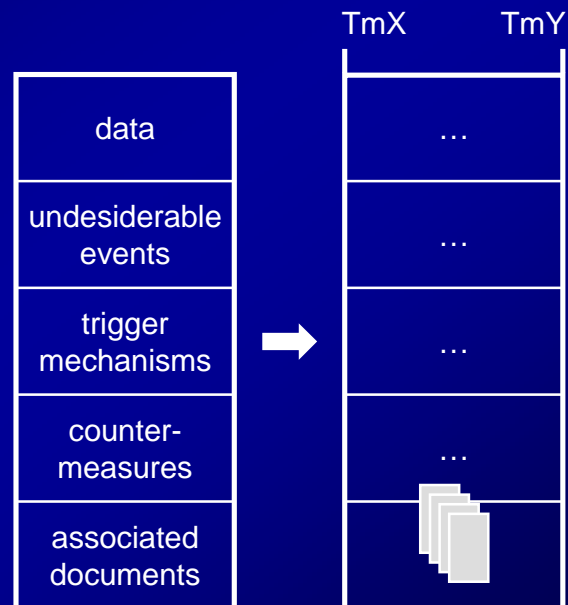 TmX TmY
data
…
undesiderable
events
…
trigger
mechanisms
…
counter-
measures
…
associated
documents